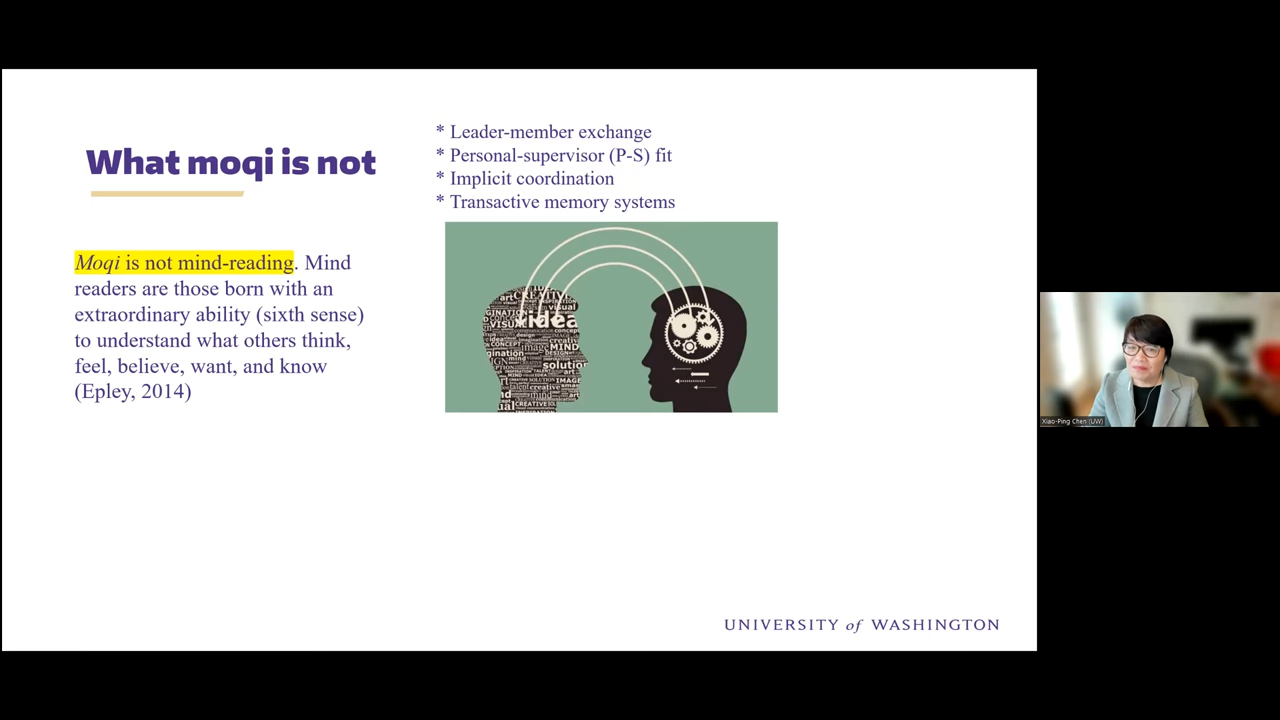 What moqi is not
* Leader-member exchange
* Personal-supervisor (P-S) fit
* Implicit coordination
* Transactive memory systems
Moqi is not mind-reading. Mind
readers are those born with an
extraordinary ability (sixth sense)
to understand what others think,
feel, believe, want, and know
(Epley, 2014)
idea
UNIVERSITY of WASHINGTON
Xiao-Ping Chen (UW)